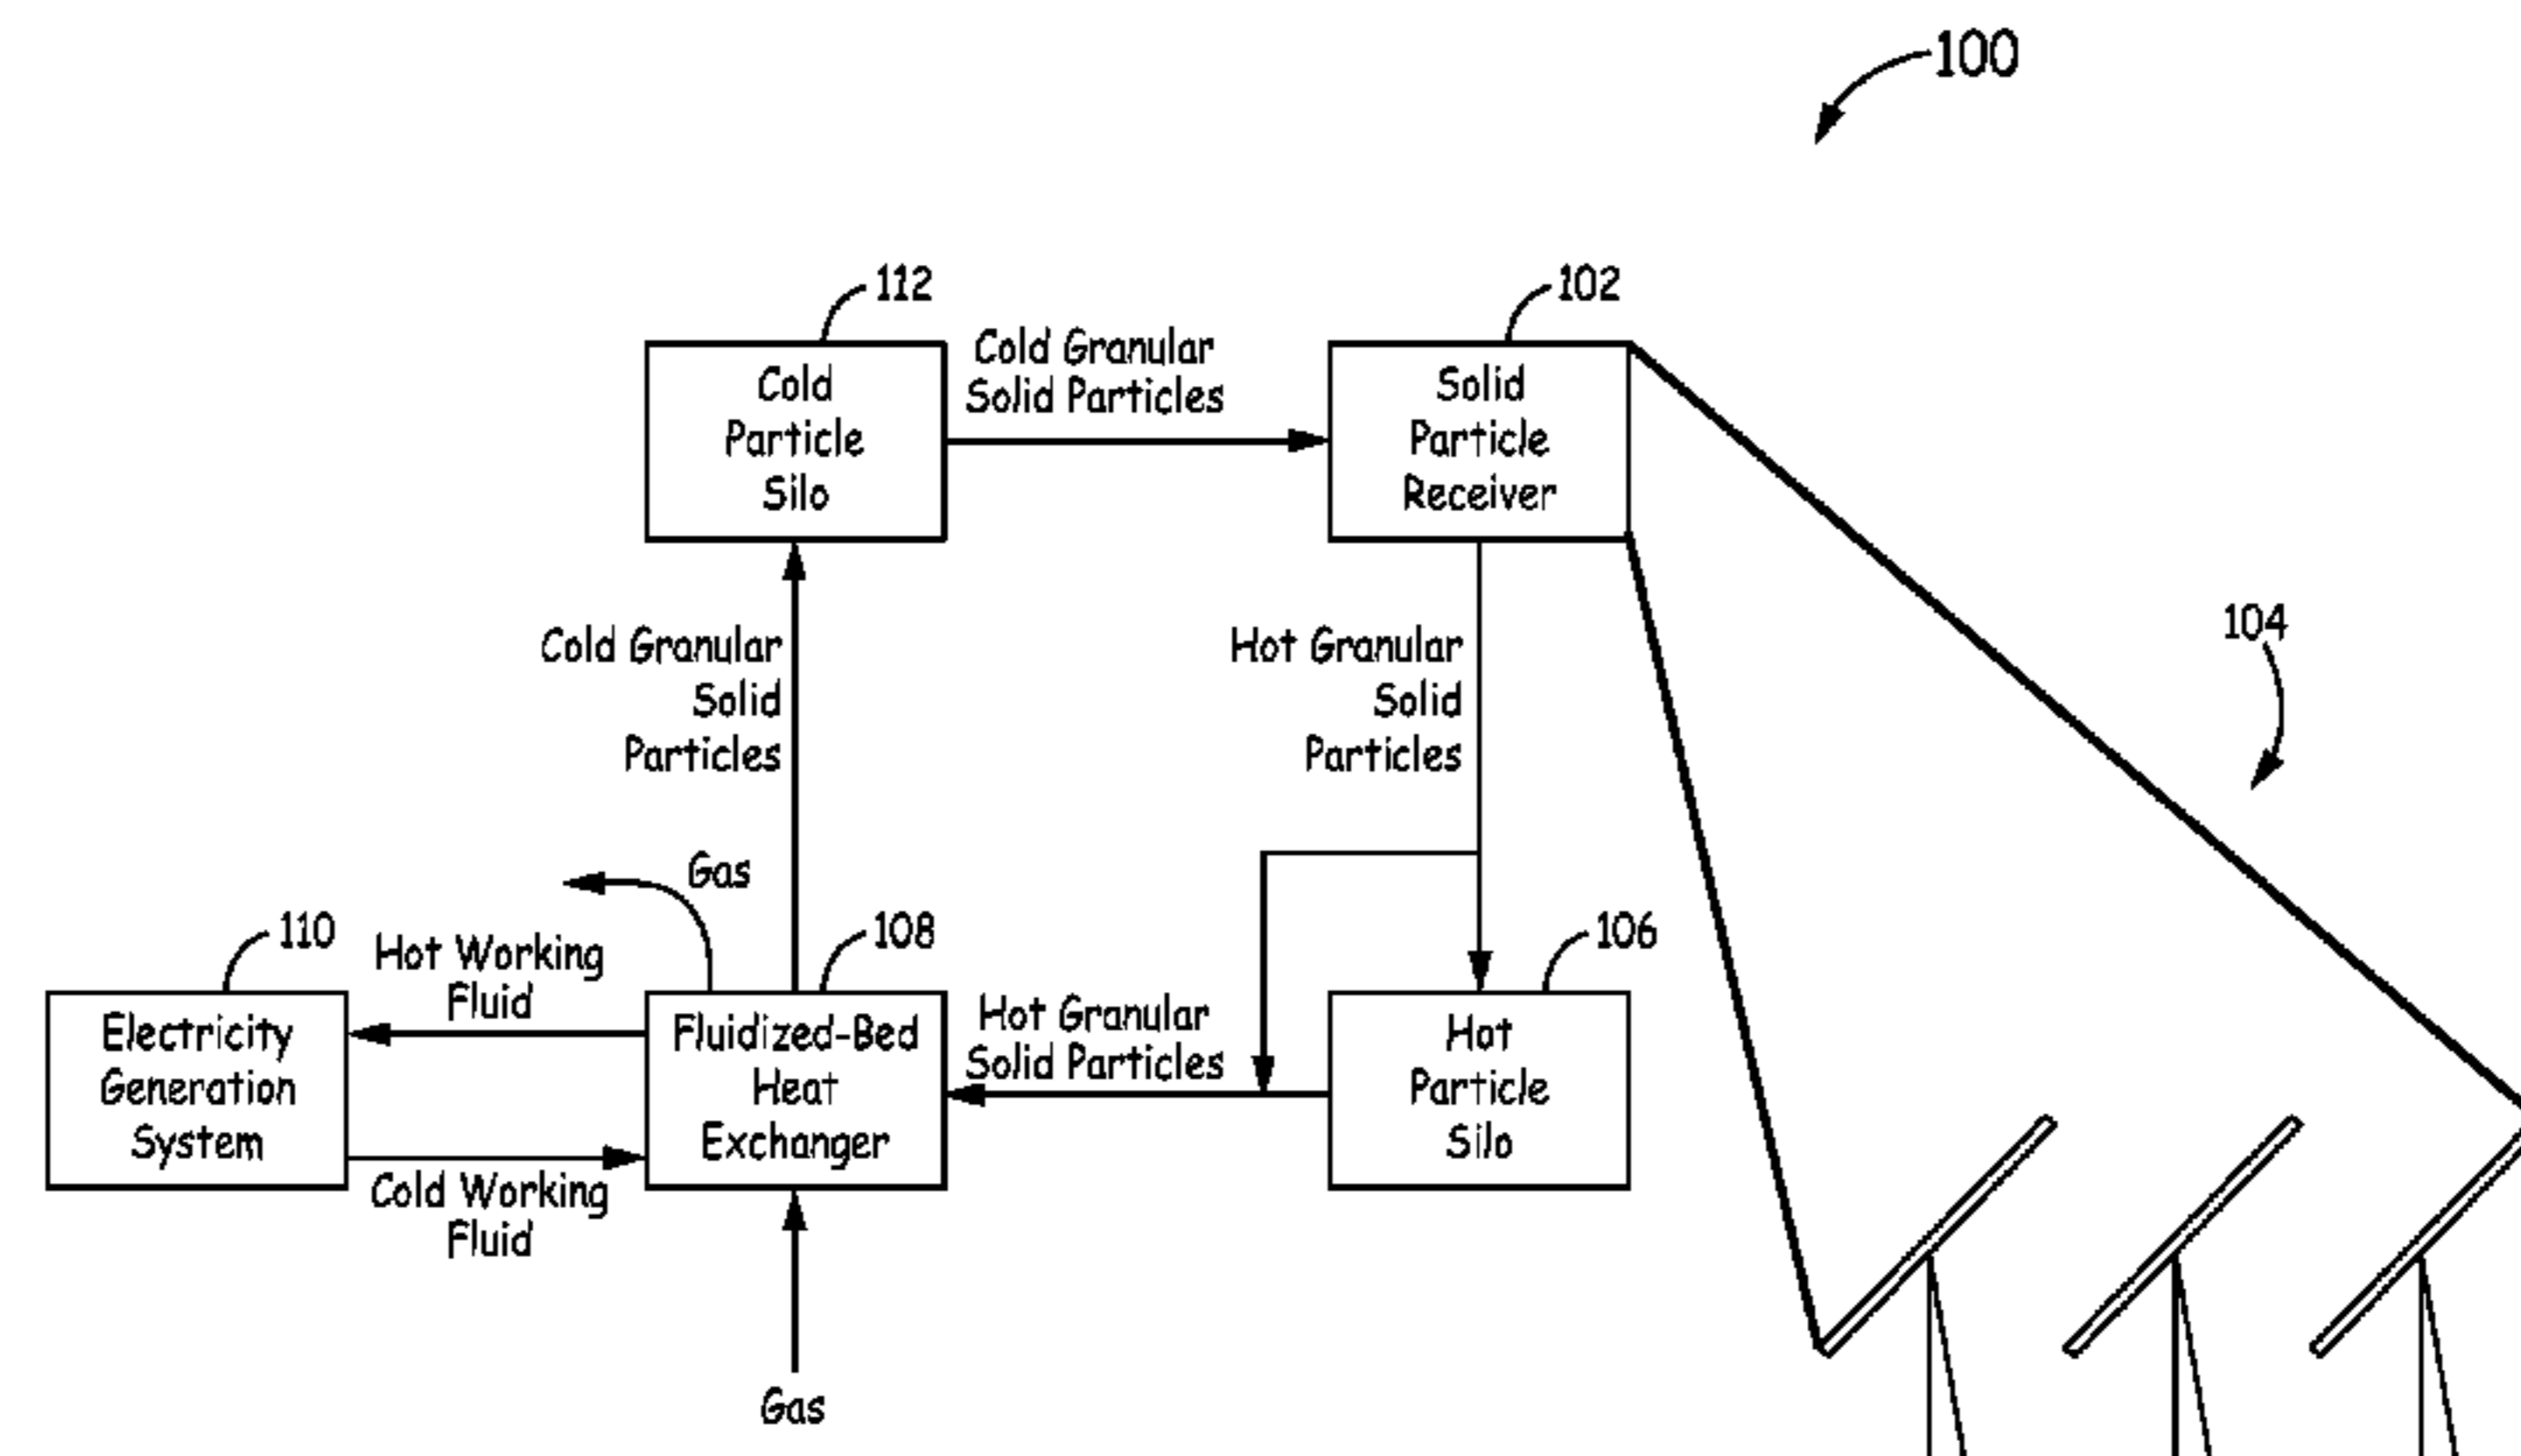 100
112
102
Cold Granular
Solid Particles
Cold
Particle
Silo
Solid
Particle
Receiver
104
Cold Granular
Solid
Particles
Hot Granular
Solid
Particles
Gas
110
Hot Working
Fluid
108
106
Electricity
Generation
System
Fluidized-Bed
Heat
Exchanger
Hot Granular
Solid Particles
Hot
Particle
Silo
Cold Working
Fluid
Gas